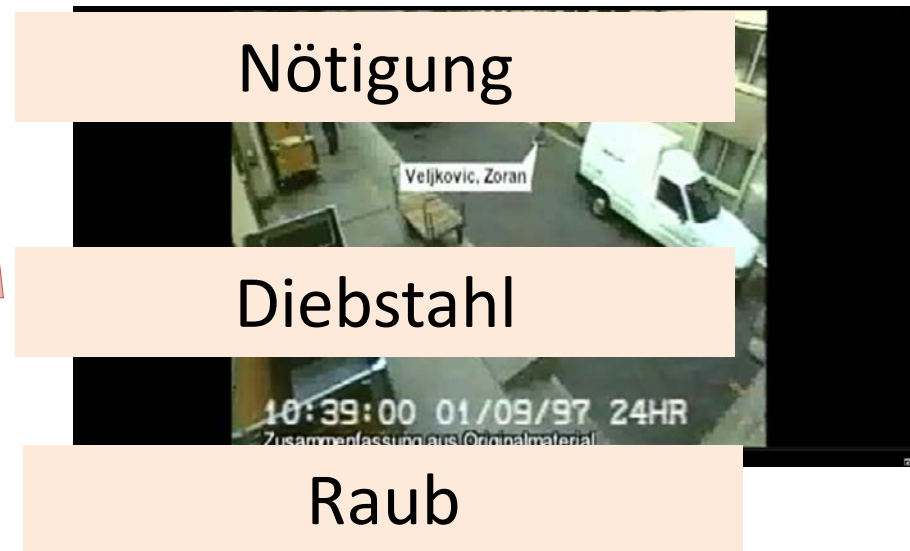 Nötigung
Veljkovic, Zoran
Diebstahl
10:39:00 01/09/97 24HR
Zusammenfassung aus Originalmaterial
Raub